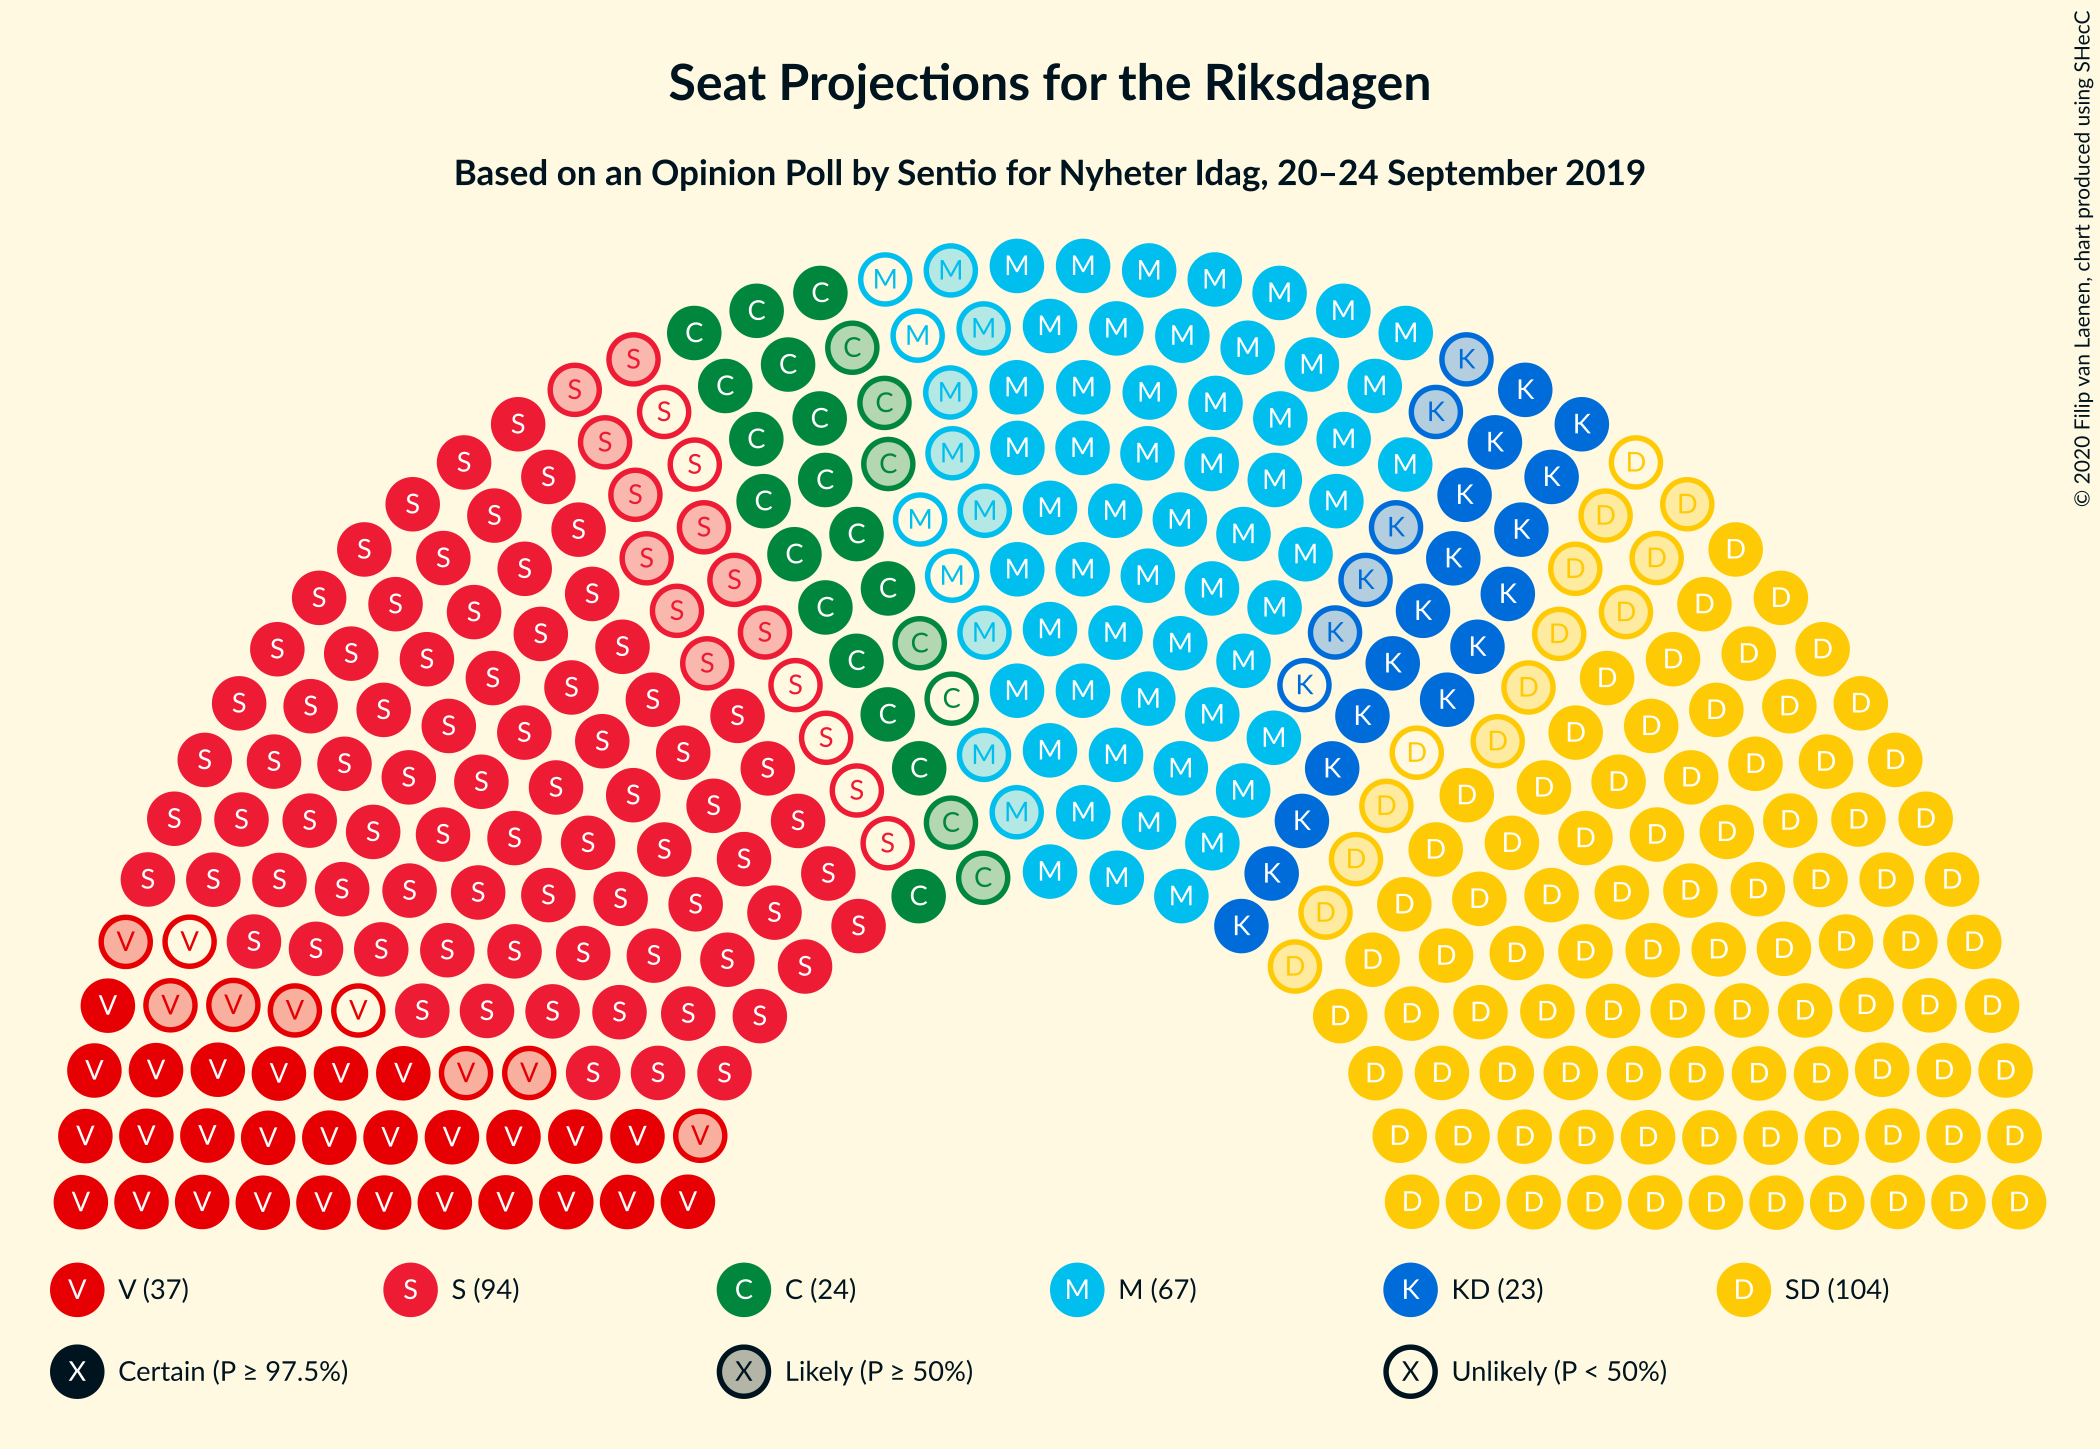 Seat Projections for the Riksdagen
Based on an Opinion Poll by Sentio for Nyheter Idag, 20–24 September 2019
© 2020 Filip van Laenen, chart produced using SHecC
V V (37) S S (94) C C (24) M M (67) K KD (23) D SD (104)
X Certain (P ≥ 97.5%) X Likely (P ≥ 50%) X Unlikely (P < 50%)